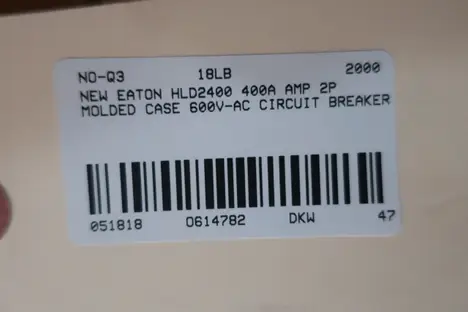 NO-Q3 18LB 2000
NEW EATON HLD2400 400A AMP 2P
MOLDED CASE 600V-AC CIRCUIT BREAKER
051818 0614782 DKW 47